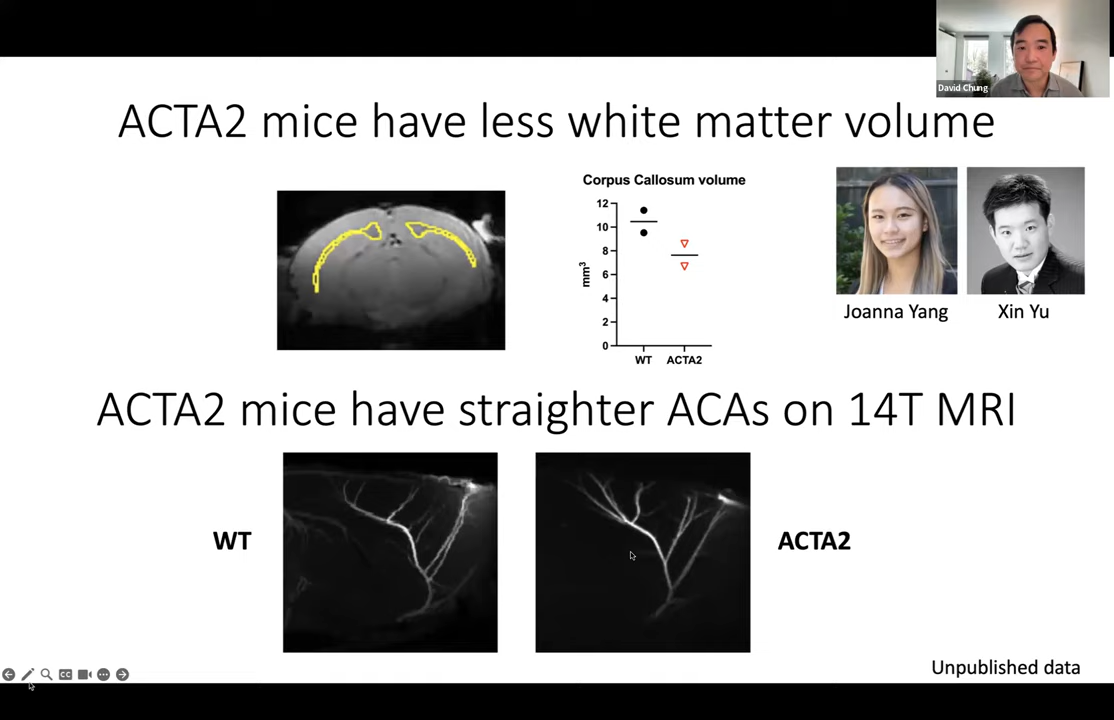 David Chung
ACTA2 mice have less white matter volume
Corpus Callosum volume
12
10
8
6
4
2
0
mm³
WT ACTA2
Joanna Yang
Xin Yu
ACTA2 mice have straighter ACAs on 14T MRI
WT
ACTA2
CC
Unpublished data